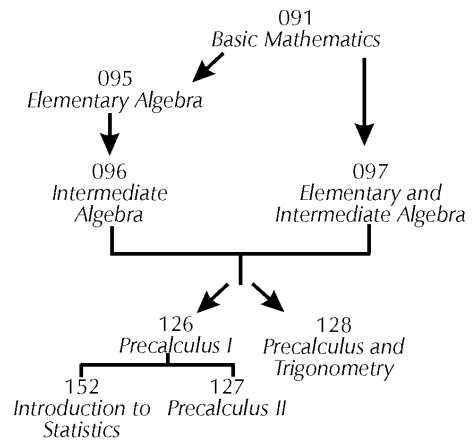 091
Basic Mathematics
095
Elementary Algebra
096
Intermediate
Algebra
097
Elementary and
Intermediate Algebra
126
Precalculus I
128
Precalculus and
Trigonometry
152
Introduction to
Statistics
127
Precalculus II